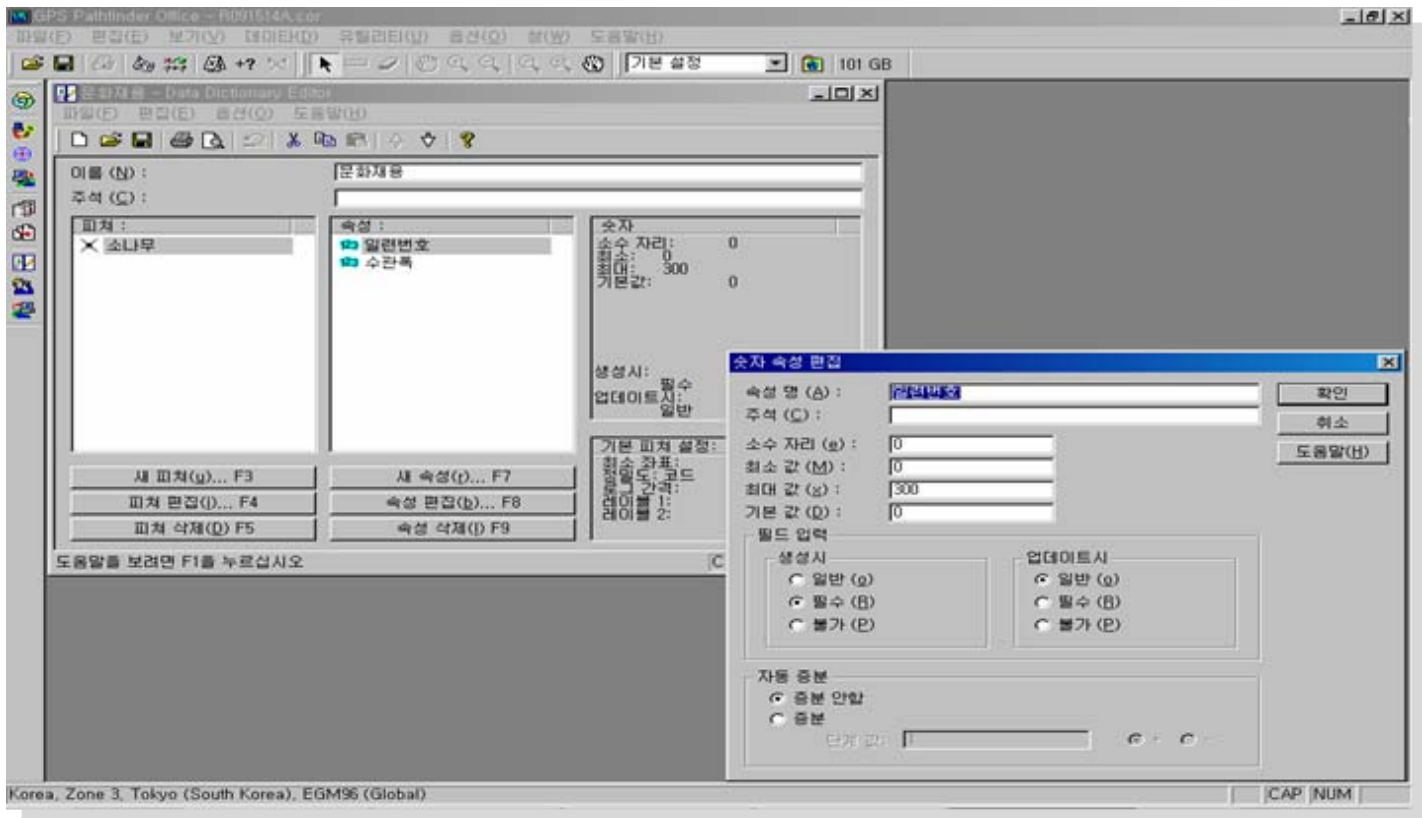 GPS Pathfinder Office - R091514A.cor
파일(F) 편집(E) 보기(V) 데이터(D) 유틸리티(U) 옵션(O) 창(W) 도움말(H)
기본 설정
101 GB
문화재용 - Data Dictionary Editor
파일(F) 편집(E) 옵션(O) 도움말(H)
이름 (N) : 문화재용
주석 (C) :
피쳐 :
소나무
속성 :
일련번호
수관폭
숫자
소수 자리: 0
최소: 0
최대: 300
기본값: 0
생성시:
필수
업데이트시:
일반
기본 피쳐 설정:
최소 좌표:
정밀도: 코드
로그 간격:
레이블 1:
레이블 2:
새 피쳐(u)... F3
피쳐 편집(i)... F4
피쳐 삭제(D) F5
새 속성(r)... F7
속성 편집(b)... F8
속성 삭제(l) F9
도움말을 보려면 F1을 누르십시오
숫자 속성 편집
속성 명 (A) : 일련번호
주석 (C) :
소수 자리 (e) : 0
최소 값 (M) : 0
최대 값 (x) : 300
기본 값 (D) : 0
확인
취소
도움말(H)
필드 입력
생성시
일반 (o)
필수 (R)
불가 (P)
업데이트시
일반 (o)
필수 (R)
불가 (P)
자동 증분
증분 안함
증분
단계 값: 1
+ -
Korea, Zone 3, Tokyo (South Korea), EGM96 (Global)
CAP NUM